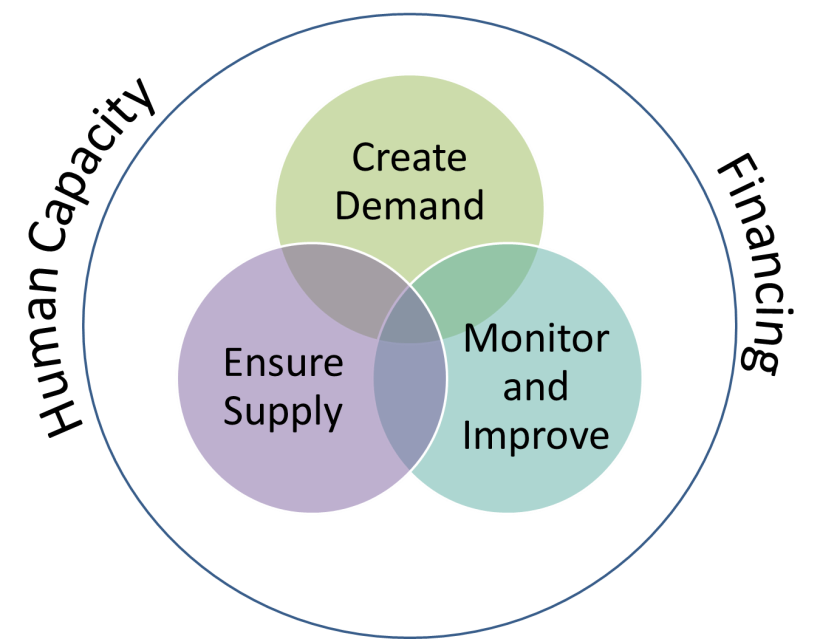 Human Capacity
Financing
Create
Demand
Ensure
Supply
Monitor
and
Improve